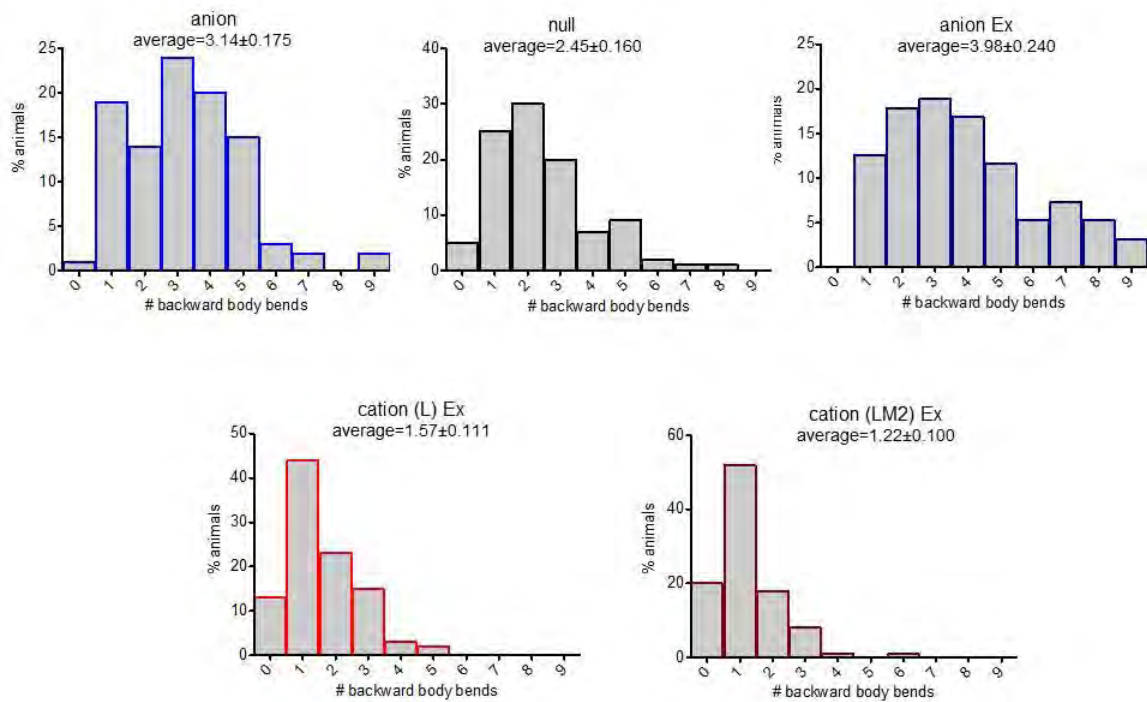 anion
average=3.14±0.175
25
20
15
10
5
0
% animals
0 1 2 3 4 5 6 7 8 9
# backward body bends
null
average=2.45±0.160
40
30
20
10
0
% animals
0 1 2 3 4 5 6 7 8 9
# backward body bends
anion Ex
average=3.98±0.240
25
20
15
10
5
0
% animals
0 1 2 3 4 5 6 7 8 9
# backward body bends
cation (L) Ex
average=1.57±0.111
50
40
30
20
10
0
% animals
0 1 2 3 4 5 6 7 8 9
# backward body bends
cation (LM2) Ex
average=1.22±0.100
60
40
20
0
% animals
0 1 2 3 4 5 6 7 8 9
# backward body bends